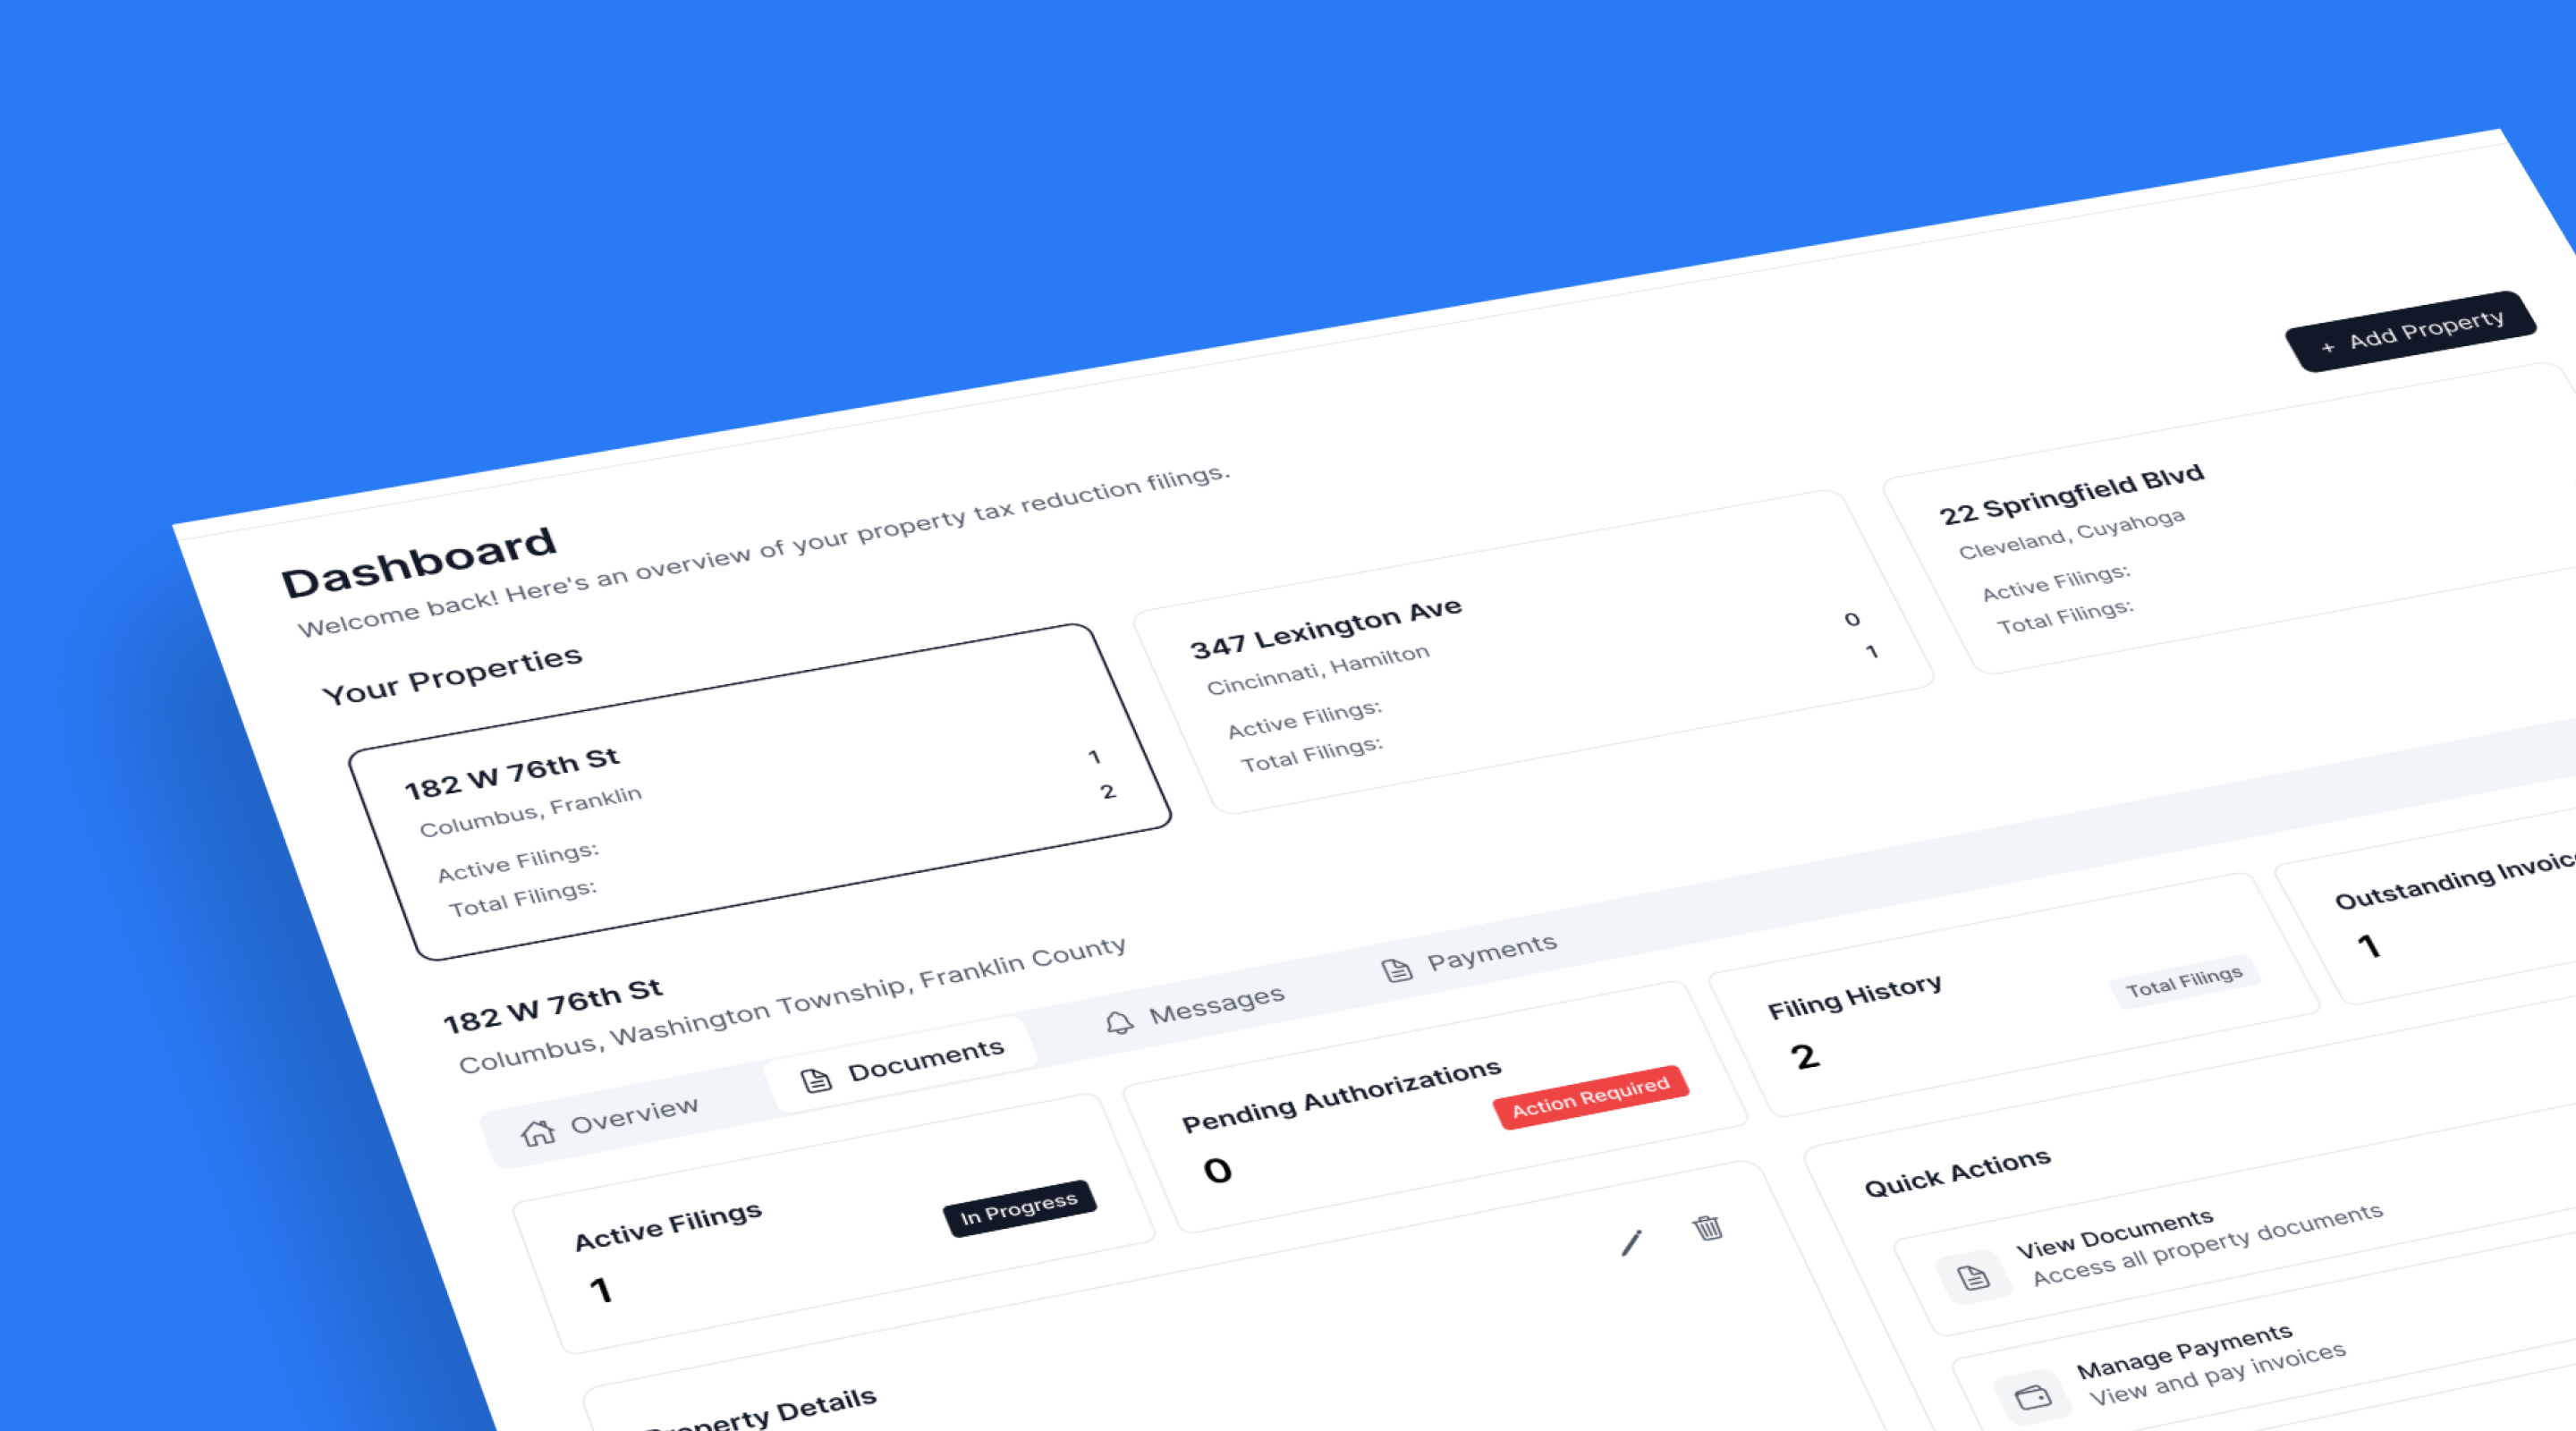 Dashboard
Welcome back! Here's an overview of your property tax reduction filings.
+ Add Property
Your Properties
182 W 76th St
Columbus, Franklin
Active Filings: 1
Total Filings: 2
347 Lexington Ave
Cincinnati, Hamilton
Active Filings: 0
Total Filings: 1
22 Springfield Blvd
Cleveland, Cuyahoga
Active Filings:
Total Filings:
182 W 76th St
Columbus, Washington Township, Franklin County
Overview
Documents
Messages
Payments
Active Filings
1
In Progress
Pending Authorizations
0
Action Required
Filing History
2
Total Filings
Outstanding
1
Property Details
Quick Actions
View Documents
Access all property documents
Manage Payments
View and pay invoices